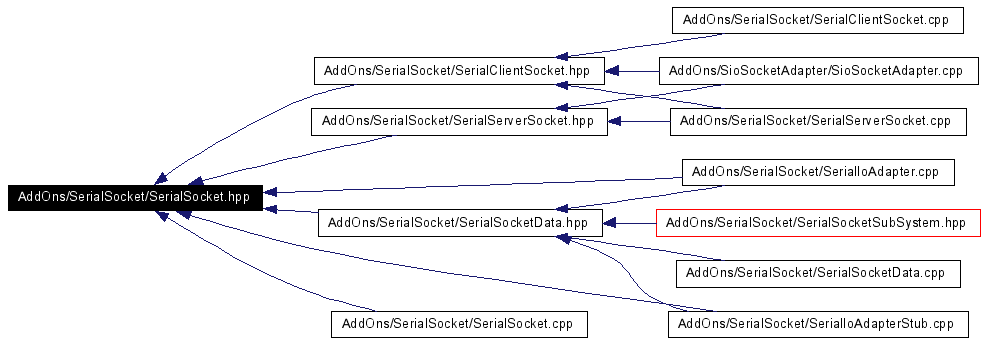 AddOns/SerialSocket/SerialClientSocket.cpp
AddOns/SerialSocket/SerialClientSocket.hpp
AddOns/SioSocketAdapter/SioSocketAdapter.cpp
AddOns/SerialSocket/SerialServerSocket.hpp
AddOns/SerialSocket/SerialServerSocket.cpp
AddOns/SerialSocket/SerialIoAdapter.cpp
AddOns/SerialSocket/SerialSocket.hpp
AddOns/SerialSocket/SerialSocketData.hpp
AddOns/SerialSocket/SerialSocketSubSystem.hpp
AddOns/SerialSocket/SerialSocketData.cpp
AddOns/SerialSocket/SerialSocket.cpp
AddOns/SerialSocket/SerialIoAdapterStub.cpp